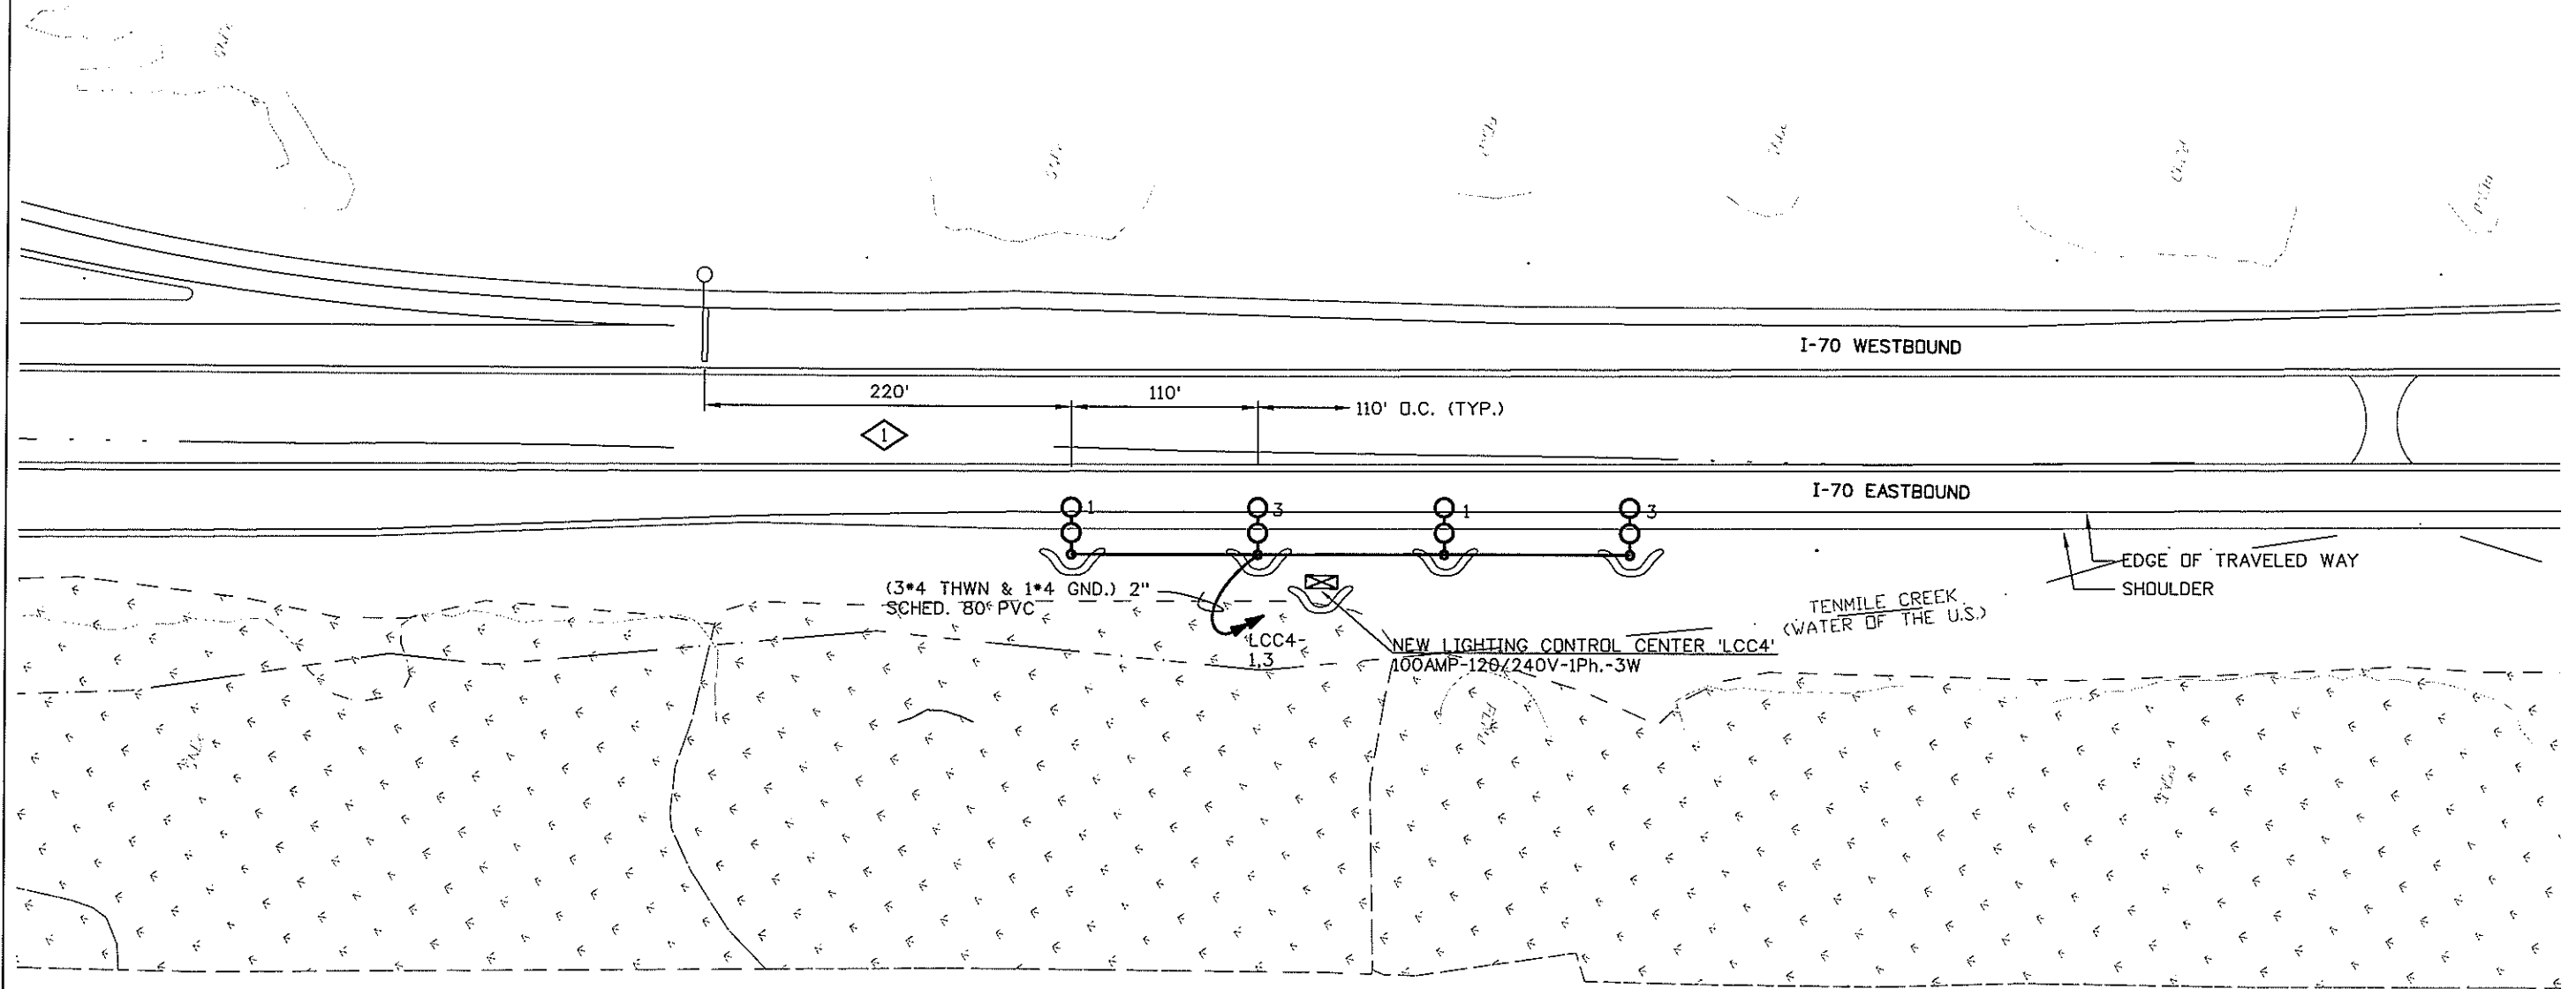 I-70 WESTBOUND
220'
110'
110' O.C. (TYP.)
1
I-70 EASTBOUND
1
3
1
3
EDGE OF TRAVELED WAY
SHOULDER
(3#4 THWN & 1#4 GND.) 2"
SCHED. 80 PVC
TENMILE CREEK
(WATER OF THE U.S.)
LCC4-
1,3
NEW LIGHTING CONTROL CENTER 'LCC4'
100AMP-120/240V-1Ph.-3W